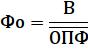 Фо = В / ОПФ